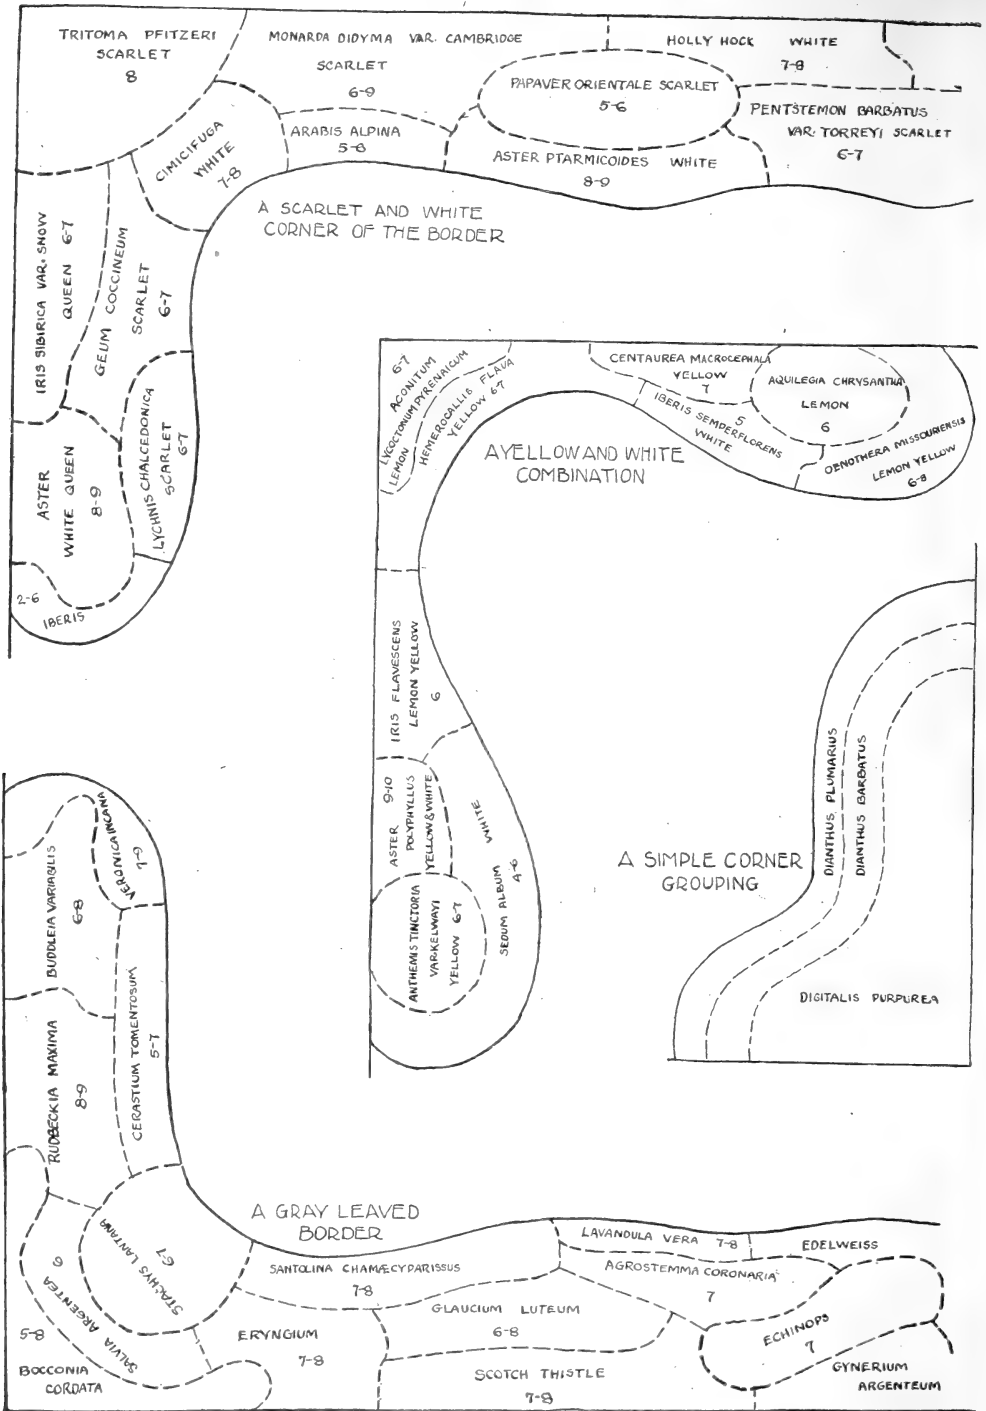 TRITOMA PFITZERI
SCARLET
8
MONARDA DIDYMA VAR. CAMBRIDGE
SCARLET
6-9
HOLLY HOCK WHITE
7-8
PAPAVER ORIENTALE SCARLET
5-6
PENTSTEMON BARBATUS
VAR. TORREYI SCARLET
6-7
CIMICIFUGA
WHITE
7-8
ARABIS ALPINA
5-6
ASTER PTARMICOIDES WHITE
8-9
A SCARLET AND WHITE
CORNER OF THE BORDER
IRIS SIBIRICA VAR. SNOW
QUEEN 6-7
GEUM COCCINEUM
SCARLET
6-7
LYCHNIS CHALCEDONICA
SCARLET
6-7
ASTER
WHITE QUEEN
8-9
2-6
IBERIS
6-7
ACONITUM
LYCOCTONUM PYRENAICUM
LEMON
HEMEROCALLIS FLAVA
YELLOW 6-7
CENTAUREA MACROCEPHALA
YELLOW
7
AQUILEGIA CHRYSANTHA
LEMON
6
5
IBERIS SEMPERFLORENS
WHITE
OENOTHERA MISSOURIENSIS
LEMON YELLOW
6-8
A YELLOW AND WHITE
COMBINATION
IRIS FLAVESCENS
LEMON YELLOW
6
ASTER 9-10
POLYPHYLLUS
YELLOW & WHITE
SEDUM ALBUM WHITE
4-6
ANTHEMIS TINCTORIA
VAR. KELWAYI
YELLOW 6-7
A SIMPLE CORNER
GROUPING
DIANTHUS PLUMARIUS
DIANTHUS BARBATUS
DIGITALIS PURPUREA
VERONICA INCANA
7-9
BUDDLEIA VARIABILIS
6-8
CERASTIUM TOMENTOSUM
5-7
RUDBECKIA MAXIMA
8-9
A GRAY LEAVED
BORDER
STACHYS LANTANA
6-7
SALVIA ARGENTEA 6
5-8
BOCCONIA
CORDATA
SANTOLINA CHAMÆCYPARISSUS
7-8
LAVANDULA VERA 7-8
EDELWEISS
AGROSTEMMA CORONARIA
7
GLAUCIUM LUTEUM
6-8
ERYNGIUM
7-8
ECHINOPS
7
SCOTCH THISTLE
7-8
GYNERIUM
ARGENTEUM